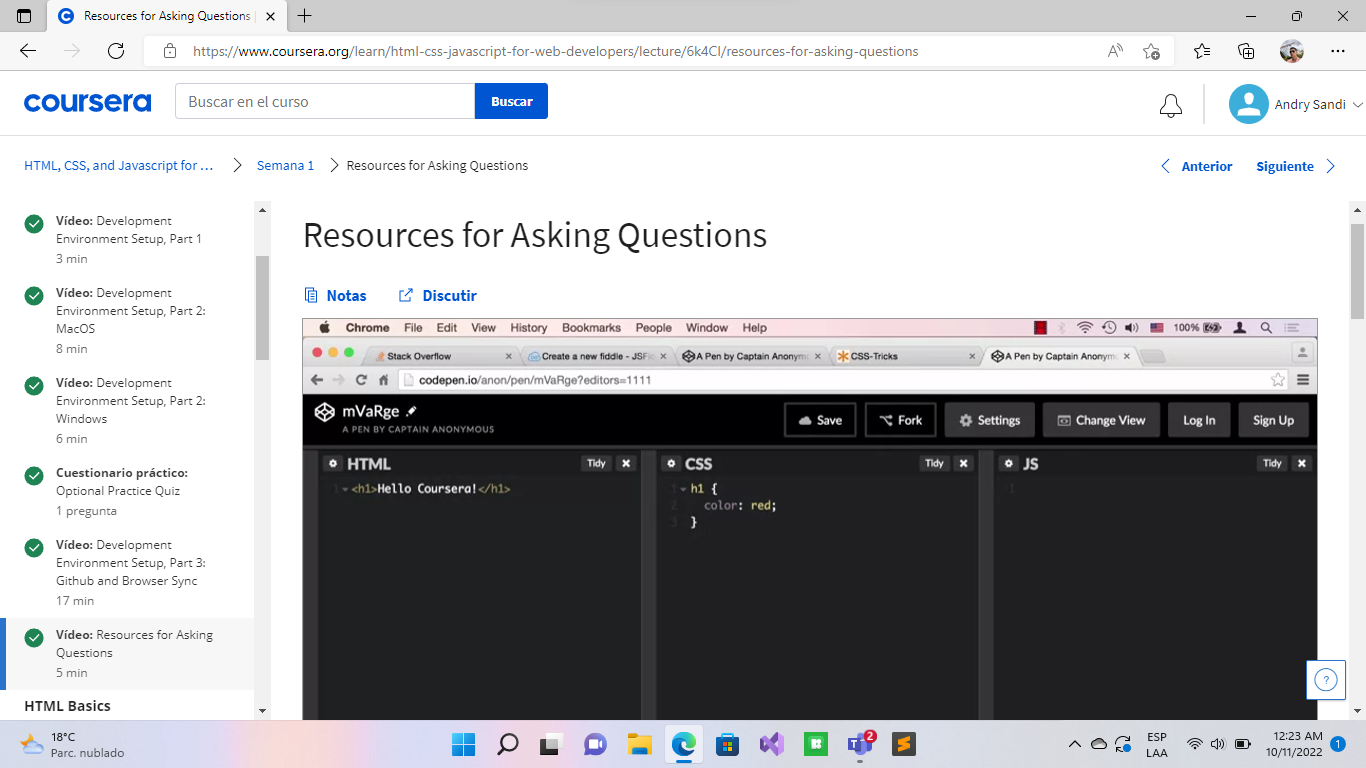 Resources for Asking Questions |
https://www.coursera.org/learn/html-css-javascript-for-web-developers/lecture/6k4Cl/resources-for-asking-questions
coursera
Buscar en el curso
Buscar
Andry Sandi
HTML, CSS, and Javascript for ...
Semana 1
Resources for Asking Questions
Anterior
Siguiente
Vídeo: Development
Environment Setup, Part 1
3 min
Vídeo: Development
Environment Setup, Part 2:
MacOS
8 min
Vídeo: Development
Environment Setup, Part 2:
Windows
6 min
Cuestionario práctico:
Optional Practice Quiz
1 pregunta
Vídeo: Development
Environment Setup, Part 3:
Github and Browser Sync
17 min
Vídeo: Resources for Asking
Questions
5 min
HTML Basics
Resources for Asking Questions
Notas
Discutir
Chrome File Edit View History Bookmarks People Window Help
100%
Stack Overflow
Create a new fiddle - JSFi
A Pen by Captain Anonym
CSS-Tricks
A Pen by Captain Anonym
codepen.io/anon/pen/mVaRge?editors=1111
mVaRge
A PEN BY CAPTAIN ANONYMOUS
Save
Fork
Settings
Change View
Log In
Sign Up
HTML
Tidy
1 <h1>Hello Coursera!</h1>
CSS
Tidy
1 h1 {
2 color: red;
3 }
JS
Tidy
1
?
18°C
Parc. nublado
2
ESP
LAA
12:23 AM
10/11/2022
1